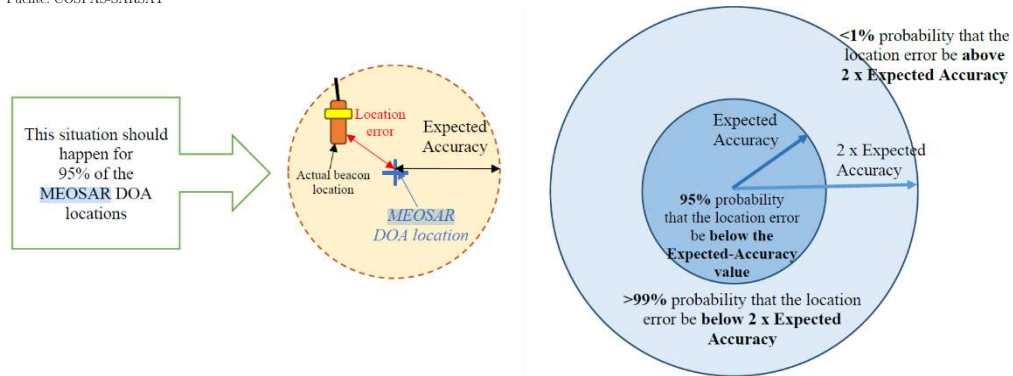 Fuente: COSPAS-SARSAT
This situation should
happen for
95% of the
MEOSAR DOA
locations
Location
error
Expected
Accuracy
Actual beacon
location
MEOSAR
DOA location
<1% probability that the
location error be above
2 x Expected Accuracy
Expected
Accuracy
2 x Expected
Accuracy
95% probability
that the location error
be below the
Expected-Accuracy
value
>99% probability that the location
error be below 2 x Expected
Accuracy